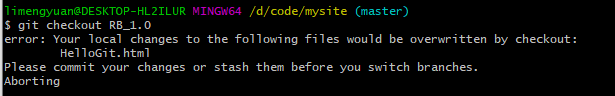 limengyuan@DESKTOP-HL2ILUR MINGW64 /d/code/mysite (master)
$ git checkout RB_1.0
error: Your local changes to the following files would be overwritten by checkout:
        HelloGit.html
Please commit your changes or stash them before you switch branches.
Aborting